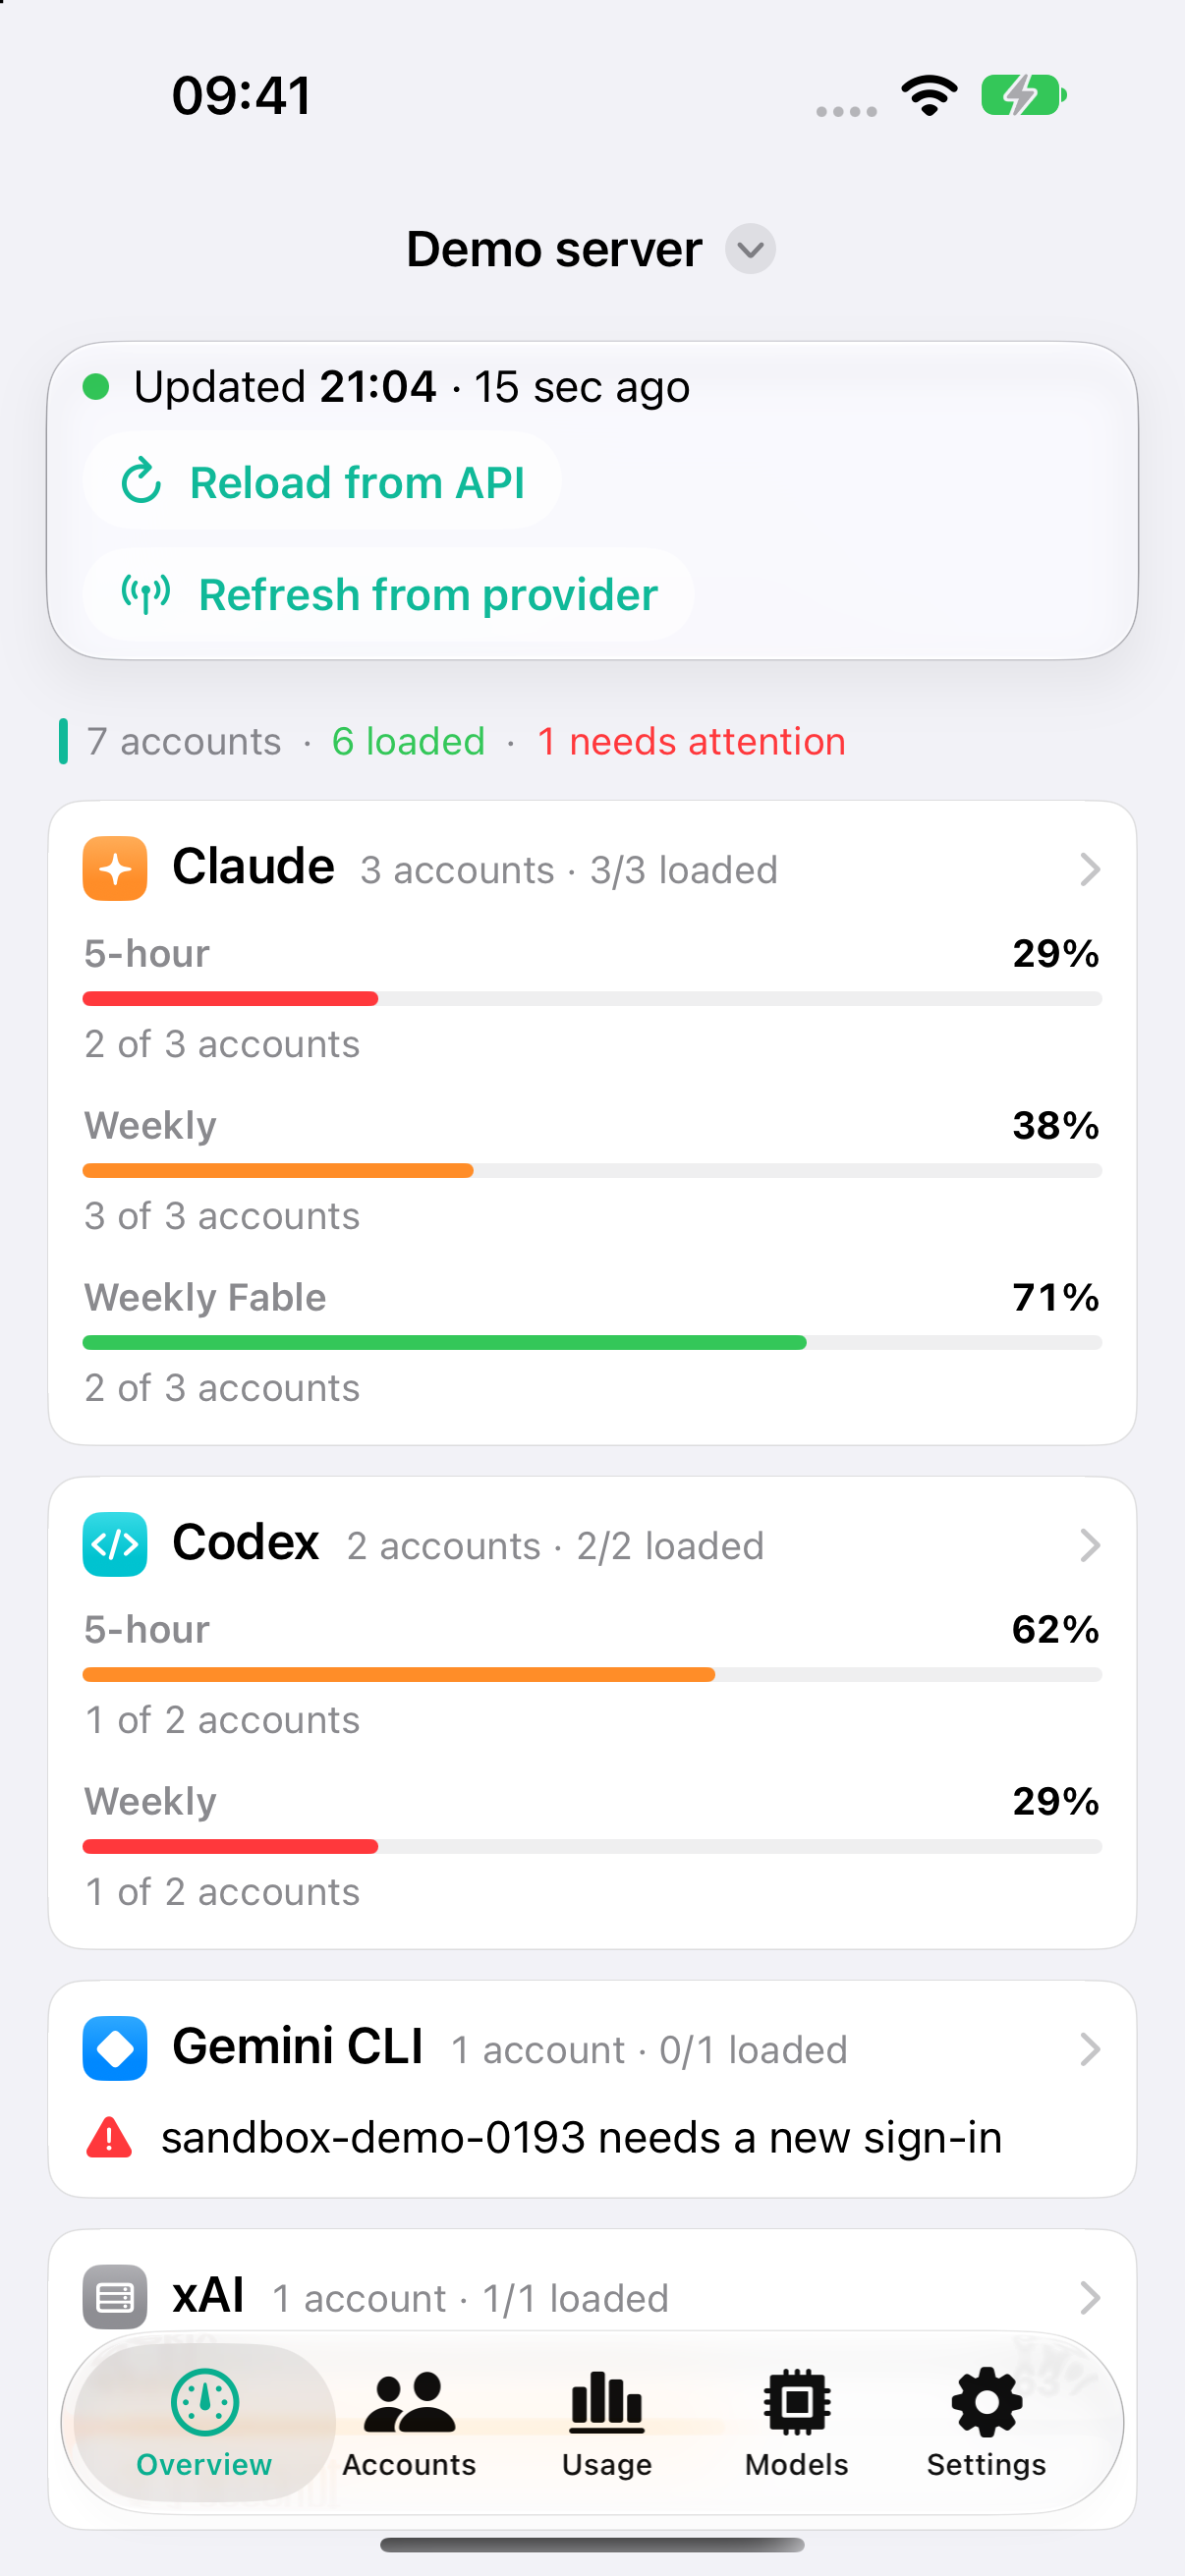 09:41
Demo server
Updated 21:04 · 15 sec ago
Reload from API
Refresh from provider
7 accounts · 6 loaded · 1 needs attention
Claude 3 accounts · 3/3 loaded
5-hour 29%
2 of 3 accounts
Weekly 38%
3 of 3 accounts
Weekly Fable 71%
2 of 3 accounts
Codex 2 accounts · 2/2 loaded
5-hour 62%
1 of 2 accounts
Weekly 29%
1 of 2 accounts
Gemini CLI 1 account · 0/1 loaded
sandbox-demo-0193 needs a new sign-in
xAI 1 account · 1/1 loaded
Overview Accounts Usage Models Settings